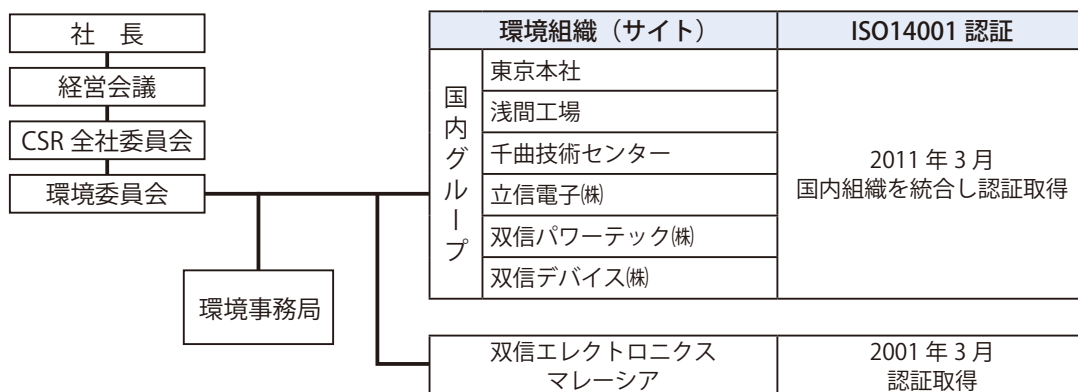 社　長
経営会議
CSR 全社委員会
環境委員会
環境事務局
環境組織（サイト）
ISO14001 認証
国内グループ
東京本社
浅間工場
千曲技術センター
立信電子㈱
双信パワーテック㈱
双信デバイス㈱
2011 年 3 月
国内組織を統合し認証取得
双信エレクトロニクス
マレーシア
2001 年 3 月
認証取得